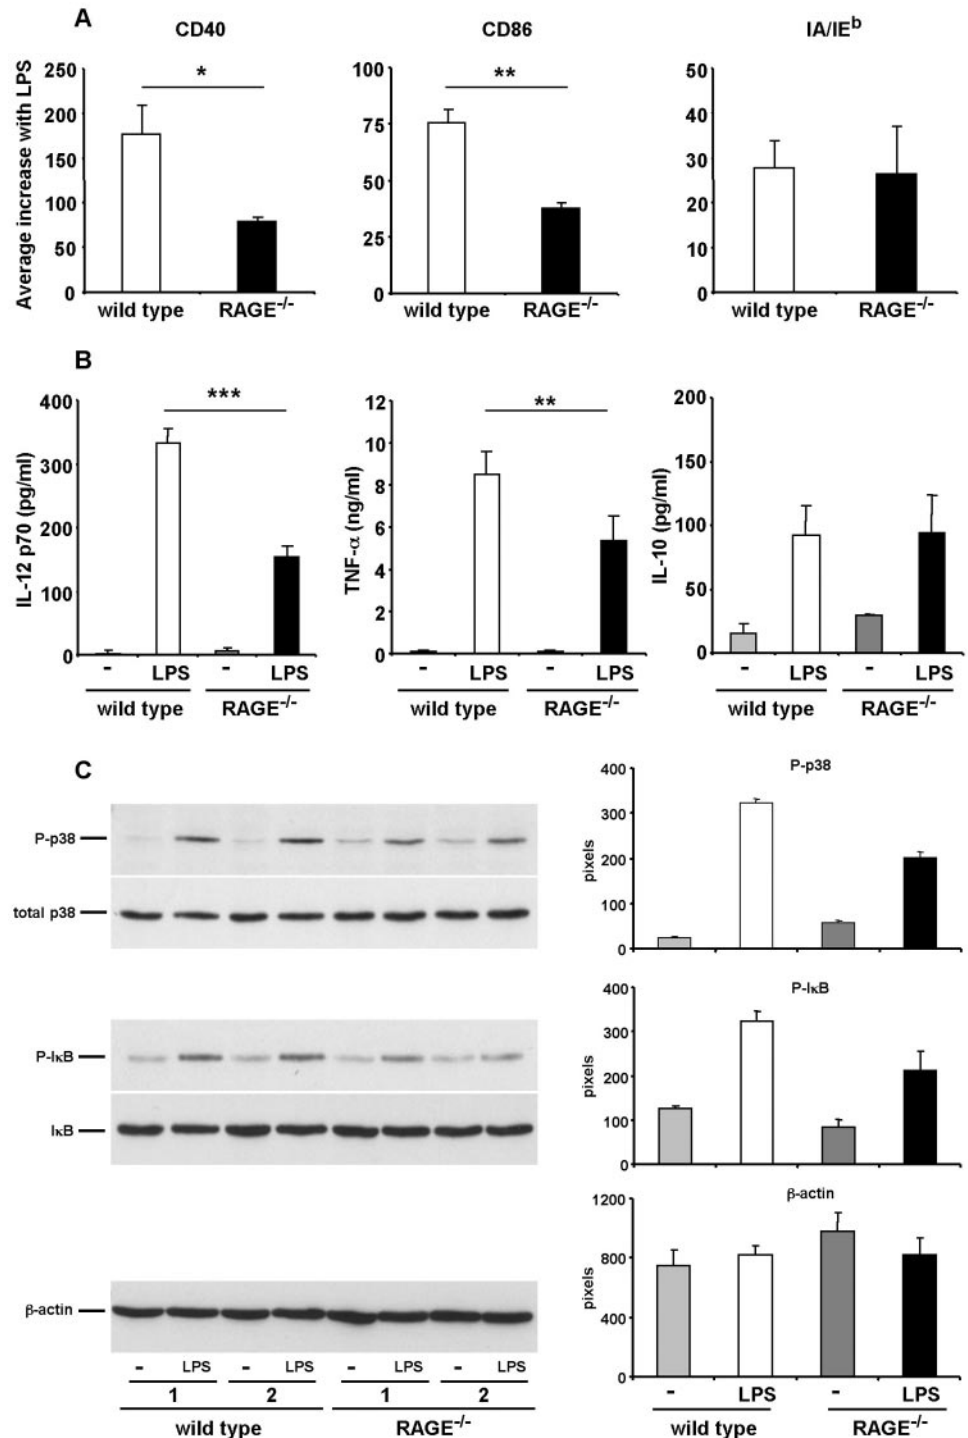 A
CD40
CD86
IA/IEᵇ
Average increase with LPS
250
200
150
100
50
0
*
wild type
RAGE⁻/⁻
100
75
50
25
0
**
wild type
RAGE⁻/⁻
50
40
30
20
10
0
wild type
RAGE⁻/⁻
B
IL-12 p70 (pg/ml)
400
300
200
100
0
***
- LPS - LPS
wild type
RAGE⁻/⁻
TNF-α (ng/ml)
12
10
8
6
4
2
0
**
- LPS - LPS
wild type
RAGE⁻/⁻
IL-10 (pg/ml)
200
150
100
50
0
- LPS - LPS
wild type
RAGE⁻/⁻
C
P-p38
total p38
P-IκB
IκB
β-actin
- LPS - LPS - LPS - LPS
1 2 1 2
wild type
RAGE⁻/⁻
P-p38
pixels
400
300
200
100
0
P-IκB
pixels
400
300
200
100
0
β-actin
pixels
1200
800
400
0
- LPS - LPS
wild type
RAGE⁻/⁻